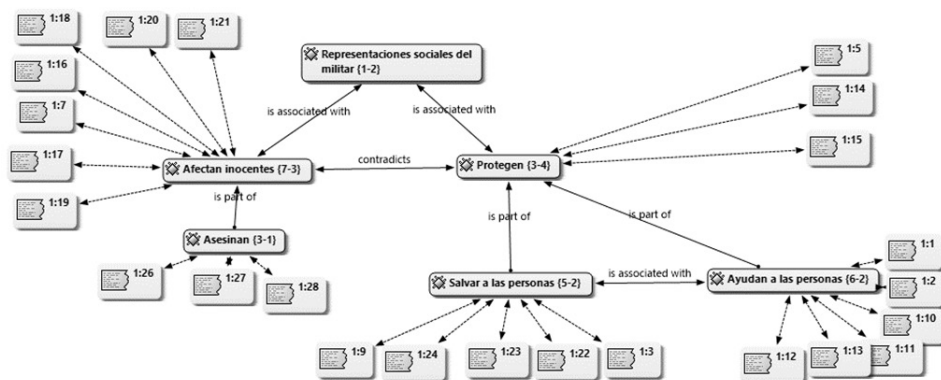 1:18
1:20
1:21
Representaciones sociales del
militar {1-2}
1:5
1:16
1:14
1:7
is associated with
is associated with
1:15
1:17
Afectan inocentes {7-3}
contradicts
Protegen {3-4}
1:19
is part of
is part of
is part of
Asesinan {3-1}
1:1
1:26
1:27
1:28
Salvar a las personas {5-2}
is associated with
Ayudan a las personas {6-2}
1:2
1:10
1:9
1:24
1:23
1:22
1:3
1:12
1:13
1:11